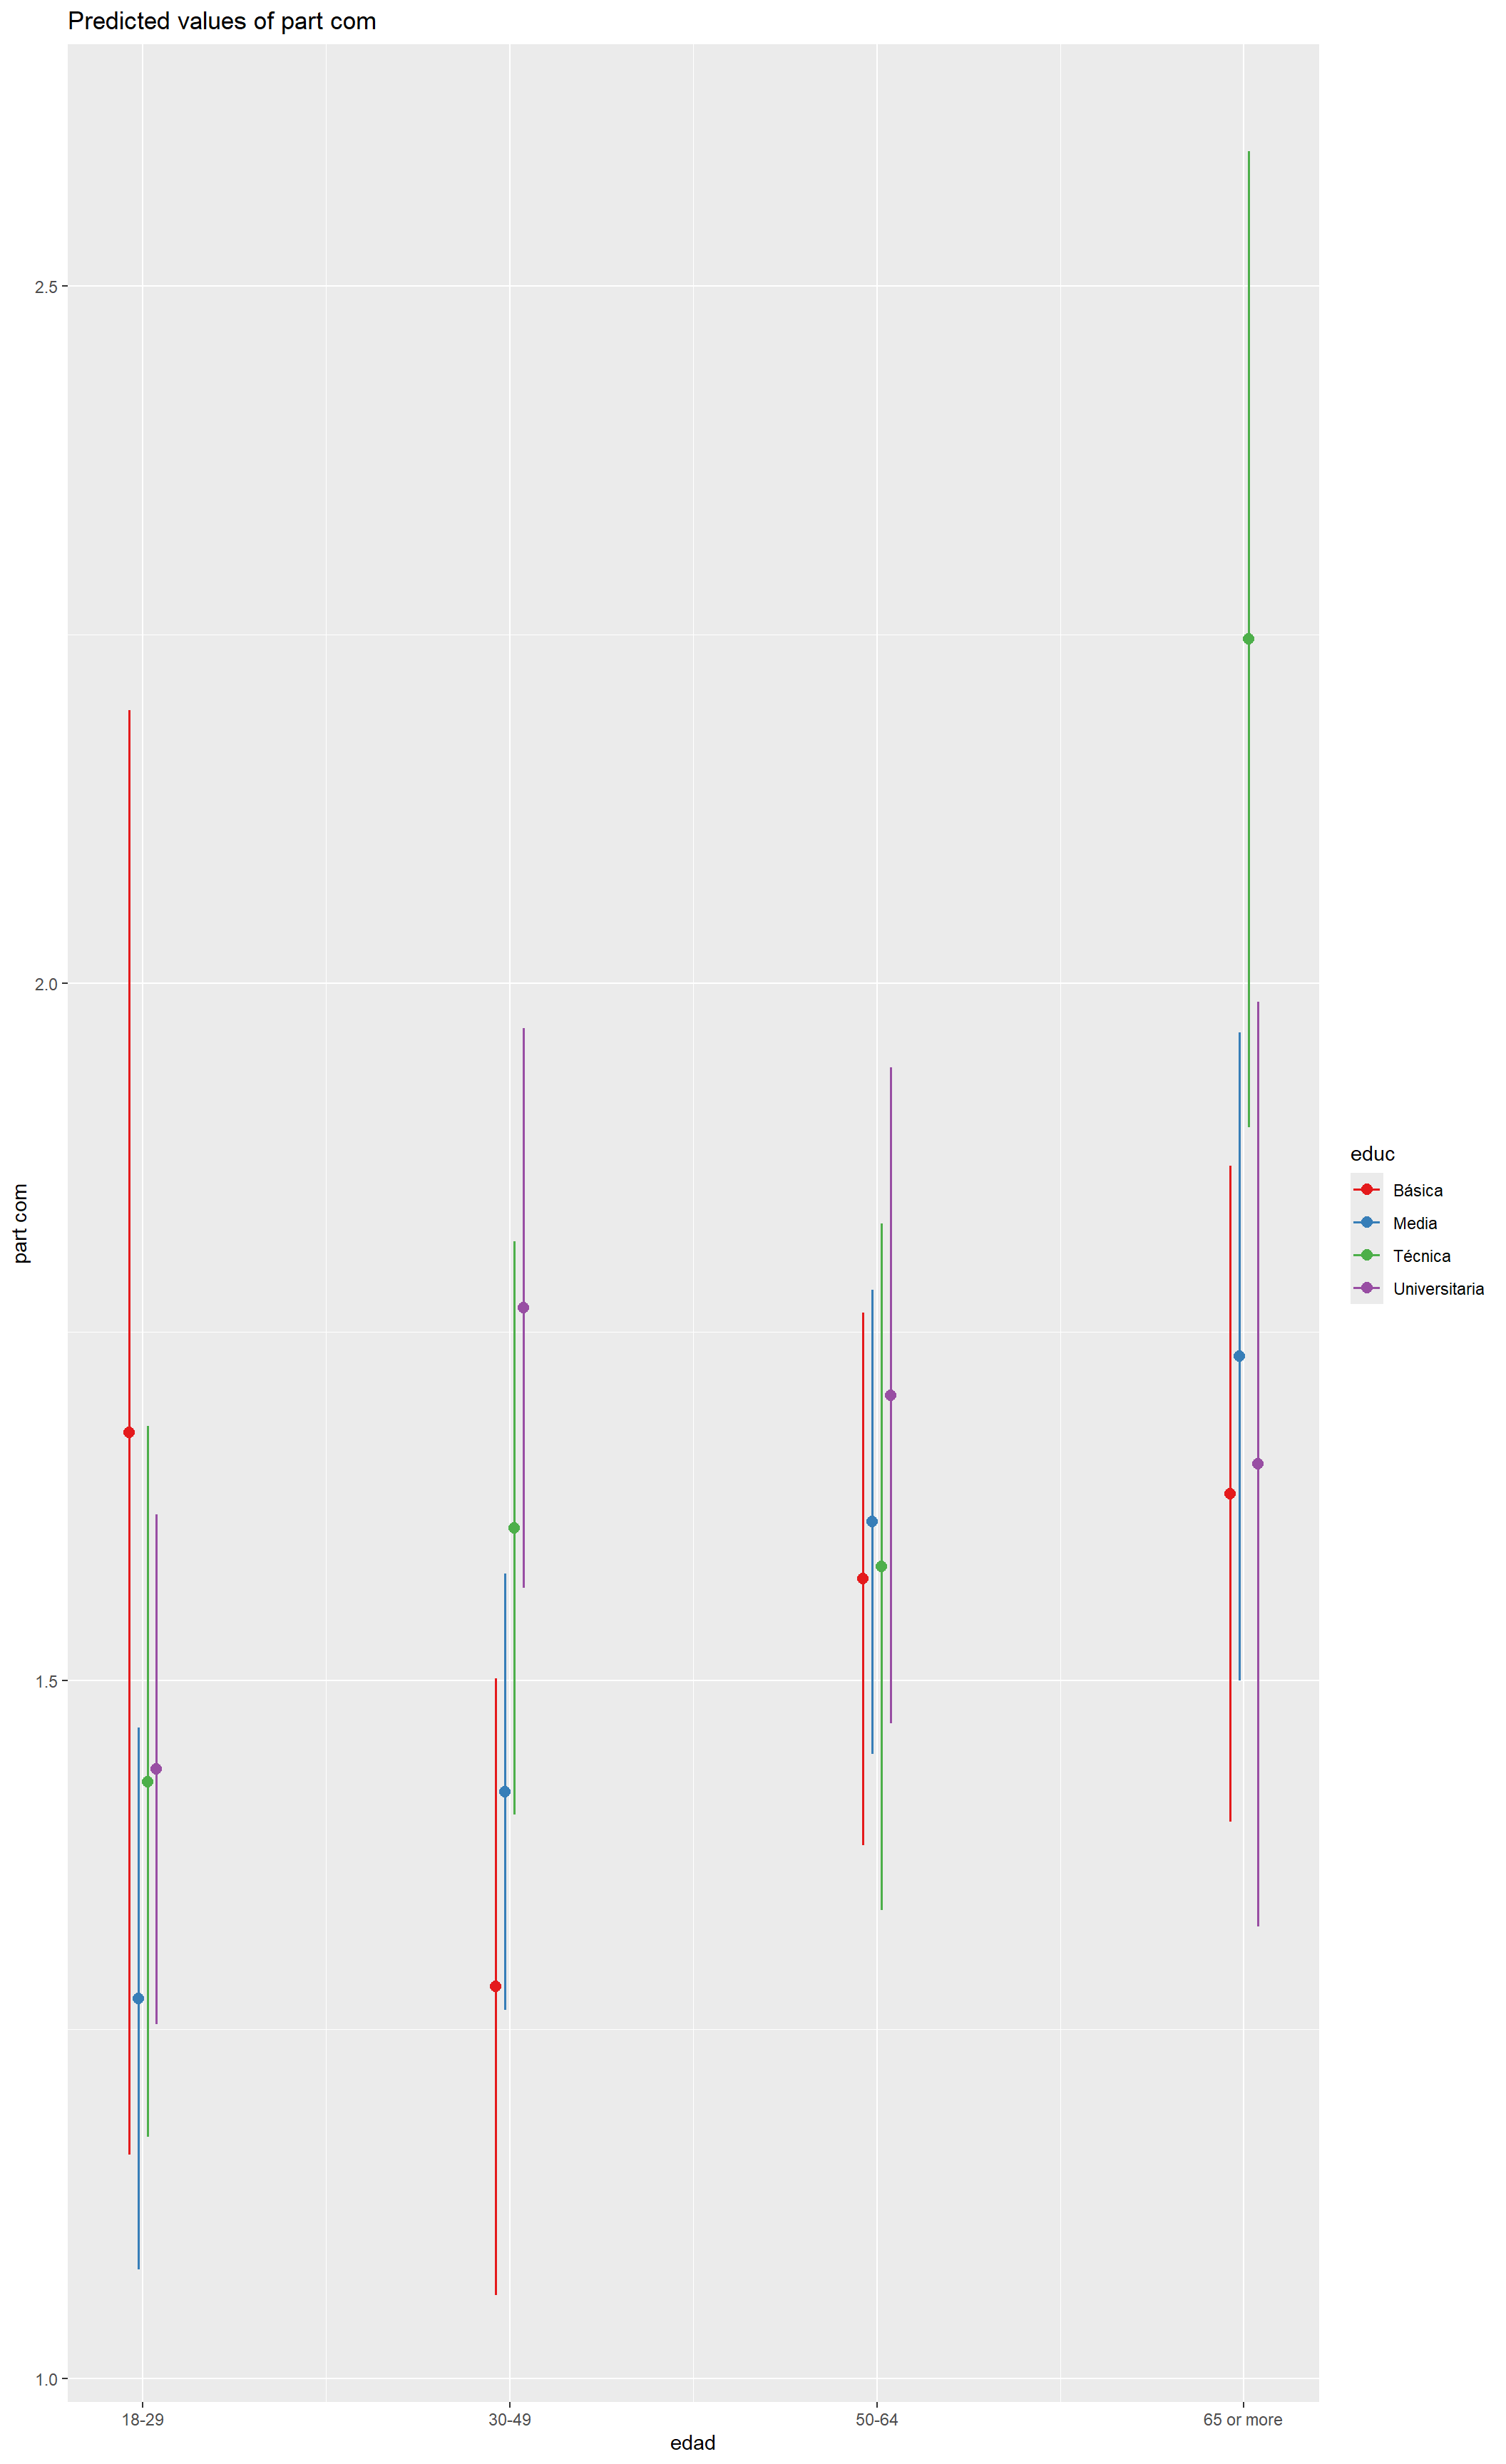 Predicted values of part com
2.5
2.0
1.5
1.0
part com
18-29
30-49
50-64
65 or more
edad
educ
Básica
Media
Técnica
Universitaria